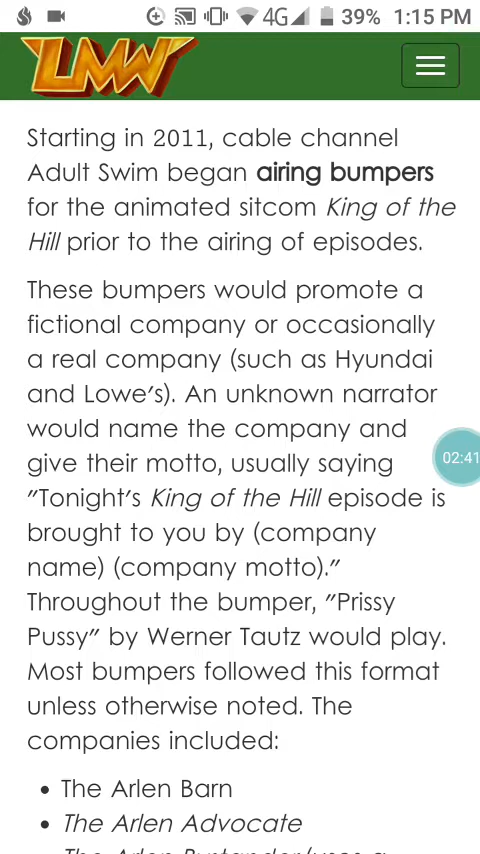 4G 39% 1:15 PM
LMW
Starting in 2011, cable channel
Adult Swim began airing bumpers
for the animated sitcom King of the
Hill prior to the airing of episodes.
These bumpers would promote a
fictional company or occasionally
a real company (such as Hyundai
and Lowe's). An unknown narrator
would name the company and
give their motto, usually saying
02:41
"Tonight's King of the Hill episode is
brought to you by (company
name) (company motto)."
Throughout the bumper, "Prissy
Pussy" by Werner Tautz would play.
Most bumpers followed this format
unless otherwise noted. The
companies included:
• The Arlen Barn
• The Arlen Advocate